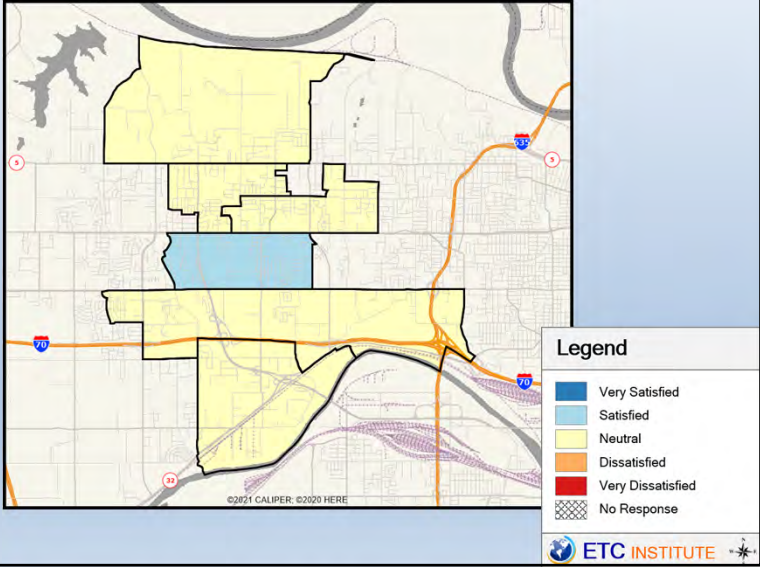 635
5
5
70
70
32
©2021 CALIPER; ©2020 HERE
Legend
Very Satisfied
Satisfied
Neutral
Dissatisfied
Very Dissatisfied
No Response
ETC INSTITUTE